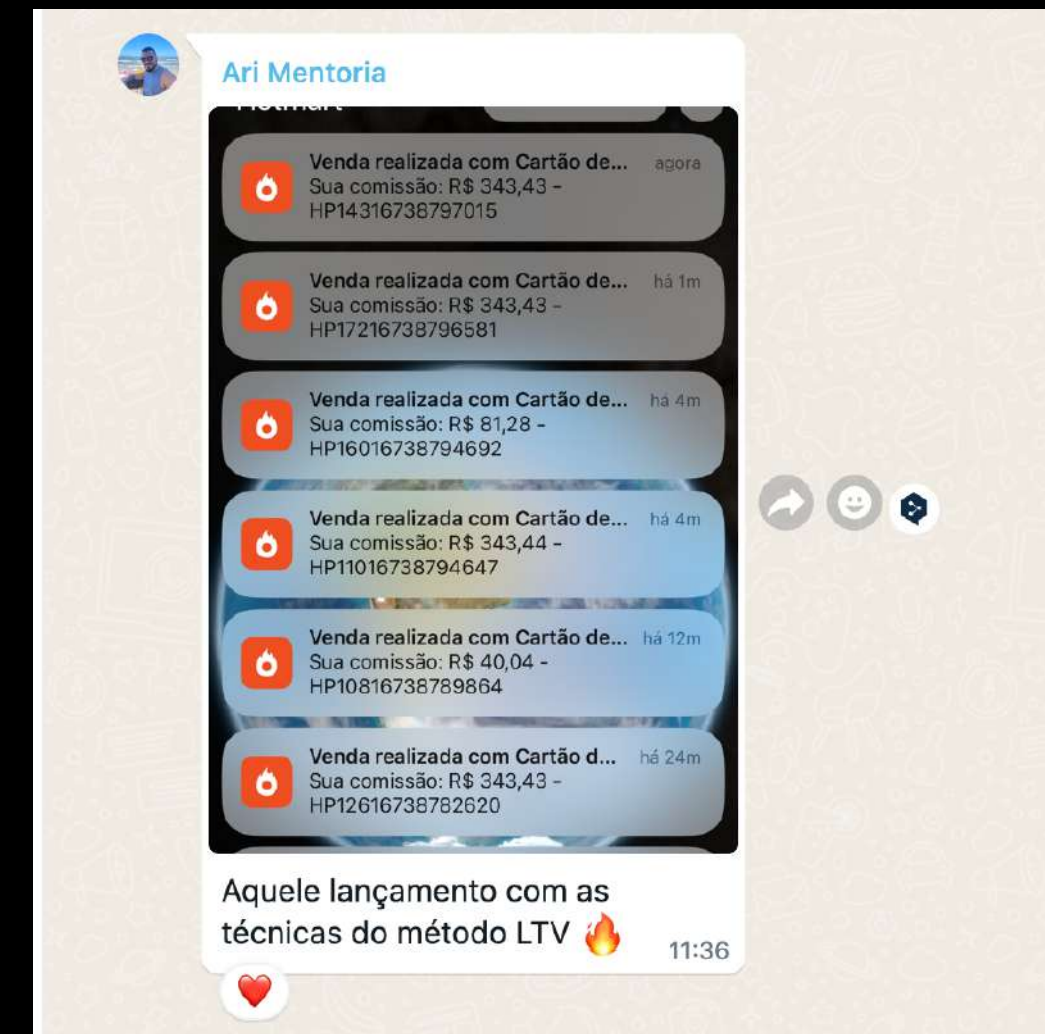 Ari Mentoria
Hotmart
Venda realizada com Cartão de... agora
Sua comissão: R$ 343,43 –
HP14316738797015
Venda realizada com Cartão de... há 1m
Sua comissão: R$ 343,43 –
HP17216738796581
Venda realizada com Cartão de... há 4m
Sua comissão: R$ 81,28 –
HP16016738794692
Venda realizada com Cartão de... há 4m
Sua comissão: R$ 343,44 –
HP11016738794647
Venda realizada com Cartão de... há 12m
Sua comissão: R$ 40,04 -
HP10816738789864
Venda realizada com Cartão d... há 24m
Sua comissão: R$ 343,43 –
HP12616738782620
Aquele lançamento com as
técnicas do método LTV 🔥
11:36